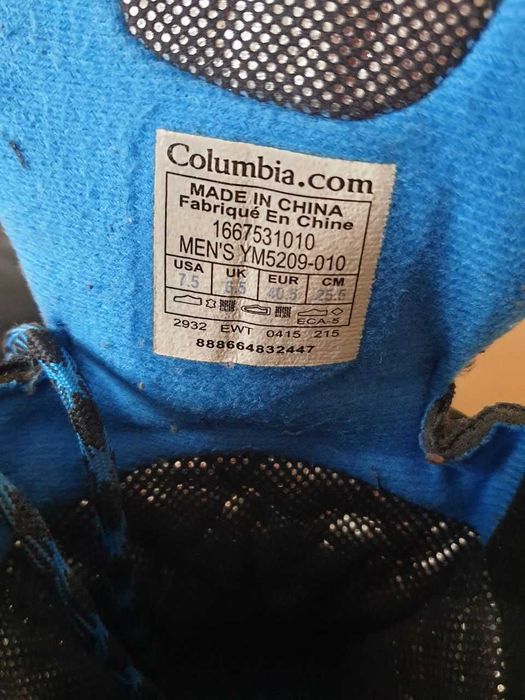 Columbia.com
MADE IN CHINA
Fabriqué En Chine
1667531010
MEN'S YM5209-010
USA UK EUR CM
7.5 6.5 40.5 25.5
ECA-5
2932 EWT 0415 215
888664832447